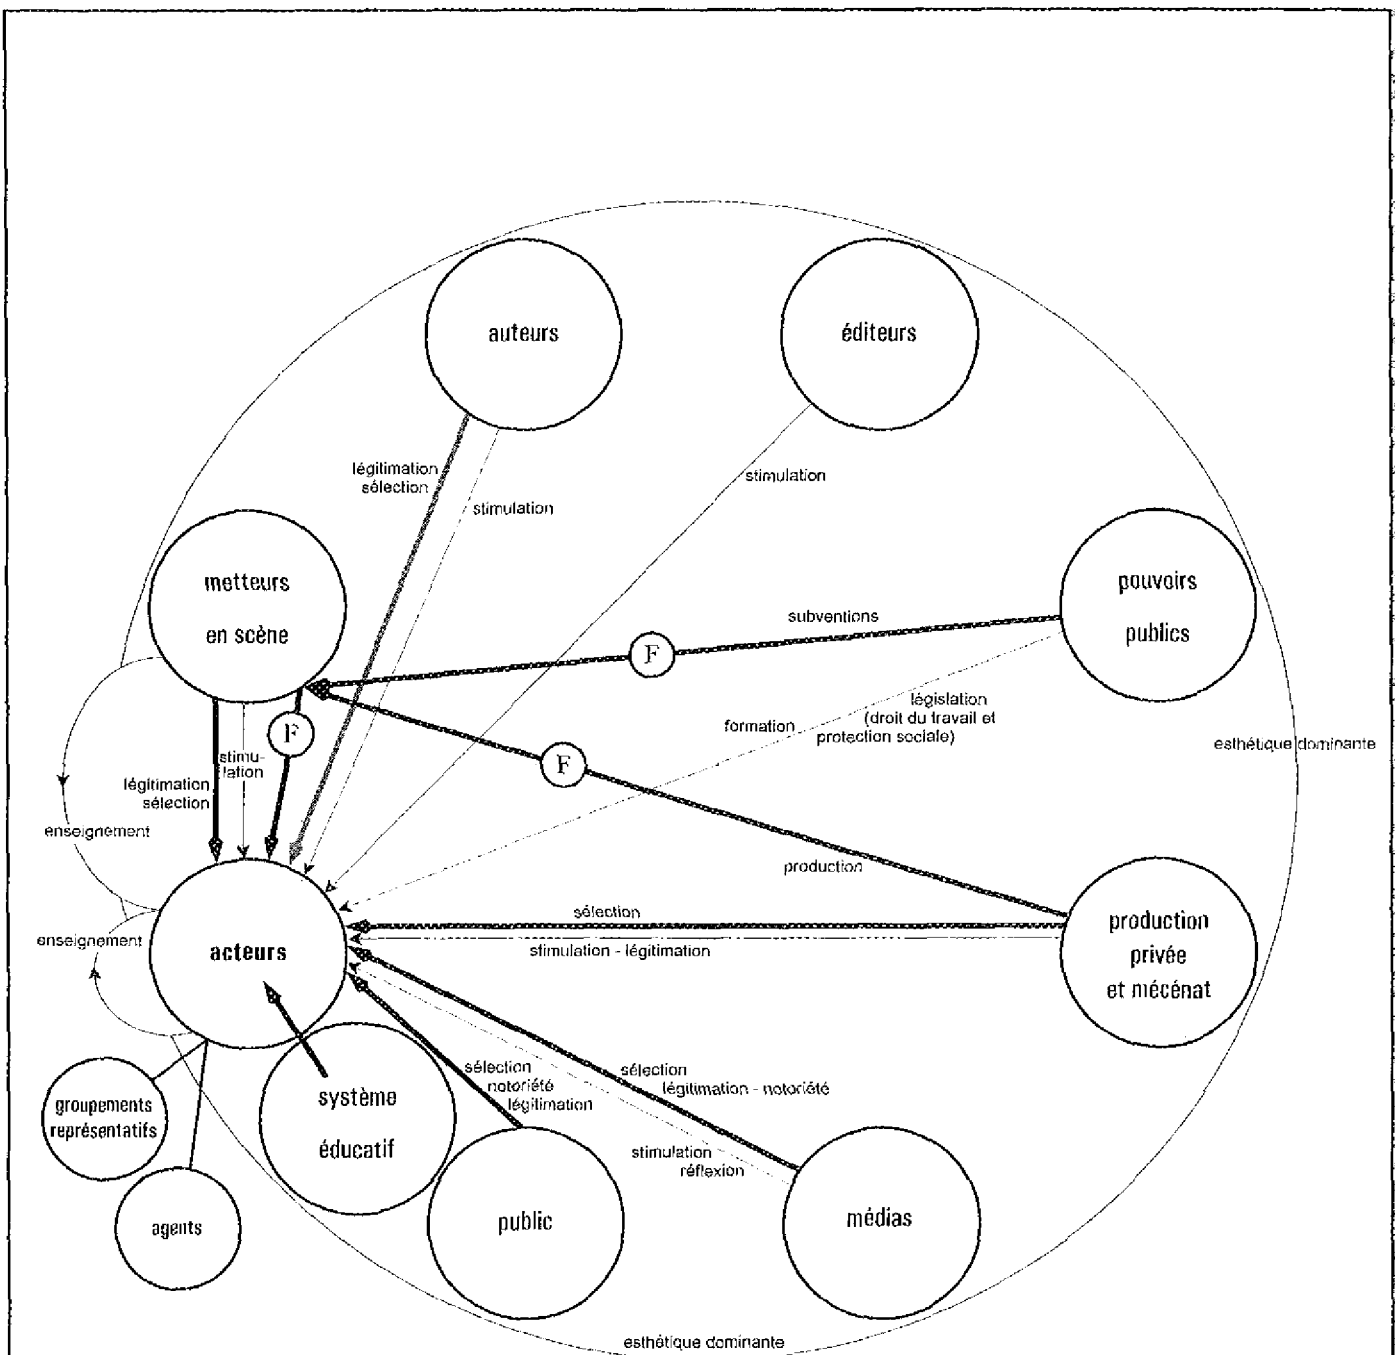 auteurs
éditeurs
légitimation
sélection
stimulation
stimulation
metteurs
en scène
pouvoirs
publics
subventions
F
législation
(droit du travail et
protection sociale)
formation
F
stimu-
lation
F
esthétique dominante
légitimation
sélection
enseignement
production
sélection
production
privée
et mécénat
enseignement
acteurs
stimulation - légitimation
sélection
notoriété
légitimation
sélection
légitimation - notoriété
système
éducatif
groupements
représentatifs
stimulation
réflexion
agents
public
médias
esthétique dominante